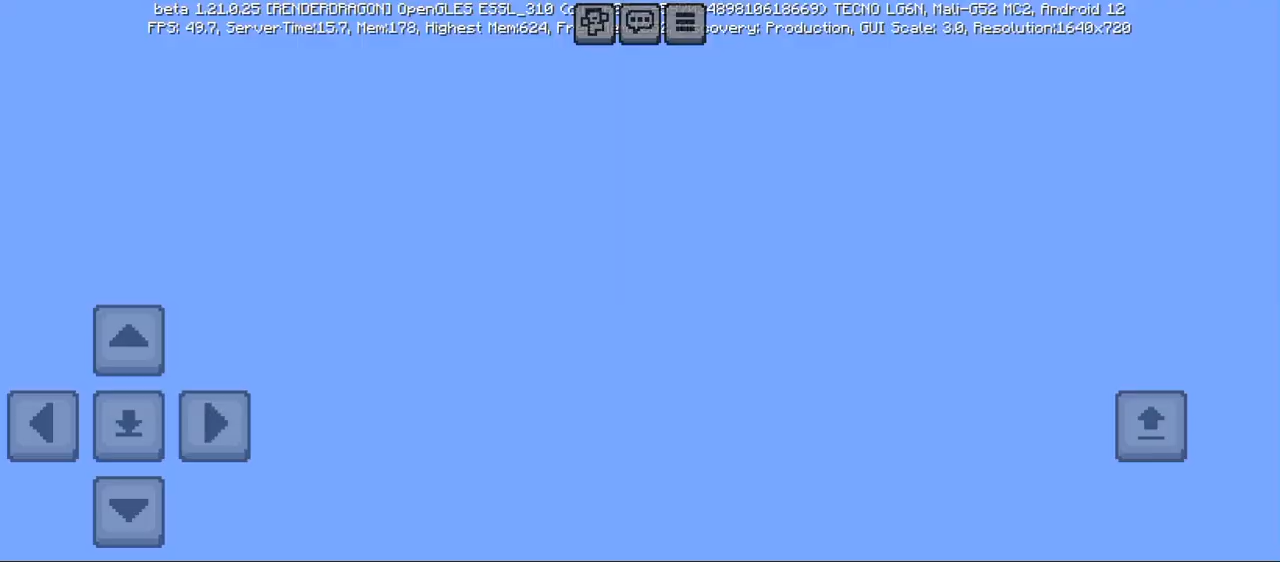 beta 1.21.0.25 [RENDERDRAGON] OpenGLES ESSL_310 489810618669) TECNO LG6N, Mali-G52 MC2, Android 12
FPS: 49.7, ServerTime:15.7, Mem:178, Highest Mem:624, Production, GUI Scale: 3.0, Resolution:1640x720